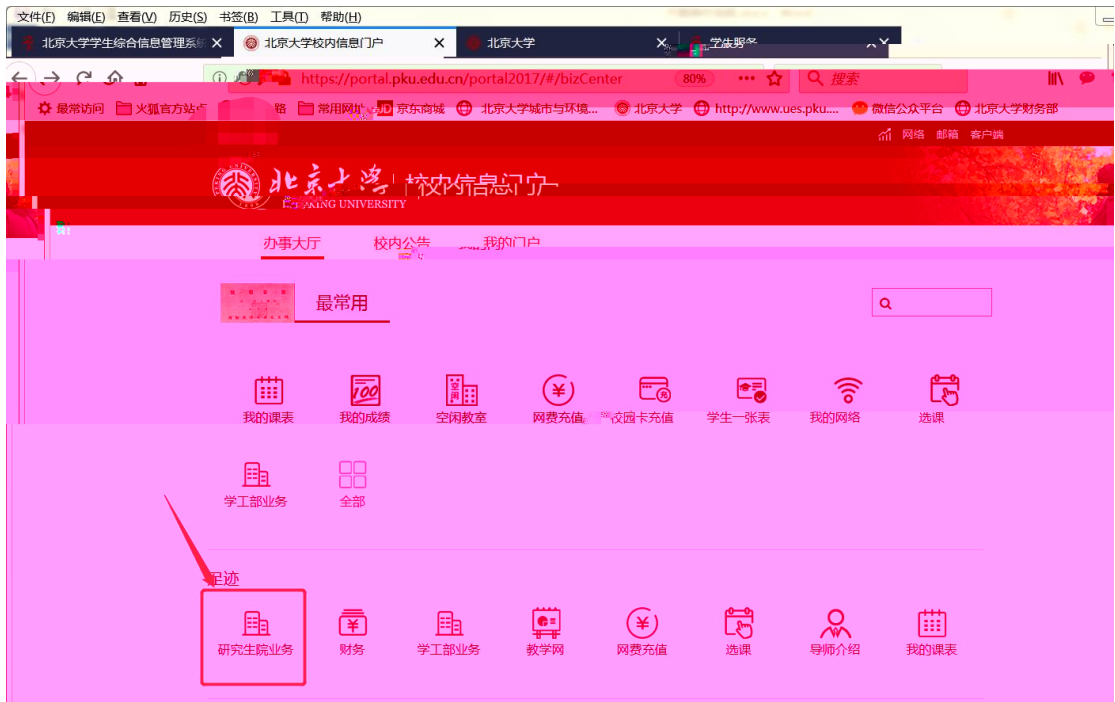 文件(F) 编辑(E) 查看(V) 历史(S) 书签(B) 工具(T) 帮助(H)
北京大学学生综合信息管理系统 北京大学校内信息门户 北京大学
https://portal.pku.edu.cn/portal2017/#/bizCenter 80% 搜索
最常访问 火狐官方站点 常用网址 JD 京东商城 北京大学城市与环境... 北京大学 http://www.ues.pku.... 微信公众平台 北京大学财务部
网络 邮箱 客户端
北京大学 校内信息门户
PEKING UNIVERSITY
办事大厅 校内公告 我的门户
最常用
我的课表 我的成绩 空闲教室 网费充值 校园卡充值 学生一张表 我的网络 选课
学工部业务 全部
足迹
研究生院业务 财务 学工部业务 教学网 网费充值 选课 导师介绍 我的课表